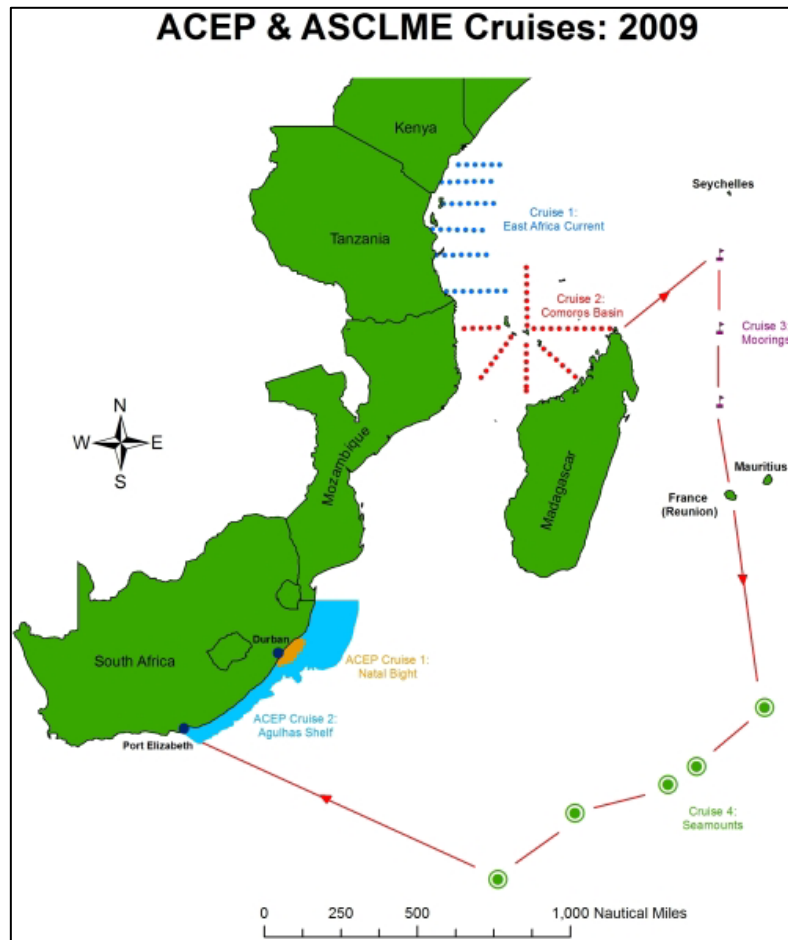 ACEP & ASCLME Cruises: 2009
Kenya
Seychelles
Cruise 1:
East Africa Current
Tanzania
Cruise 2:
Comoros Basin
Cruise 3:
Moorings
N
W E
S
Mozambique
Madagascar
Mauritius
France
(Reunion)
Durban
South Africa
ACEP Cruise 1:
Natal Bight
ACEP Cruise 2:
Agulhas Shelf
Port Elizabeth
Cruise 4:
Seamounts
0 250 500 1,000 Nautical Miles